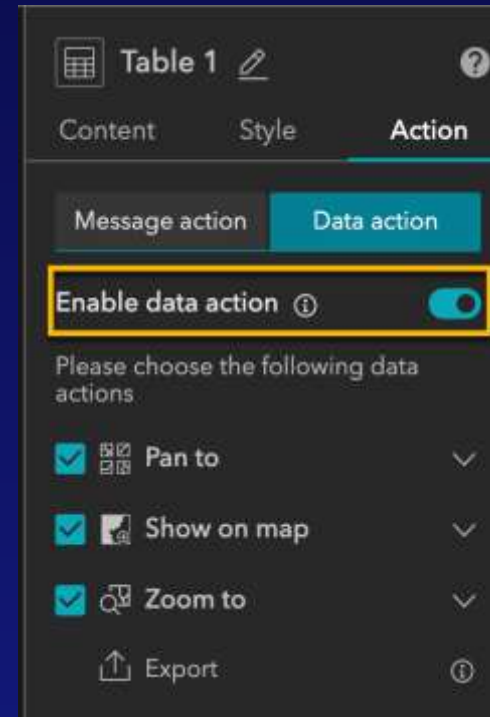 Table 1
Content Style Action
Message action Data action
Enable data action
Please choose the following data
actions
Pan to
Show on map
Zoom to
Export